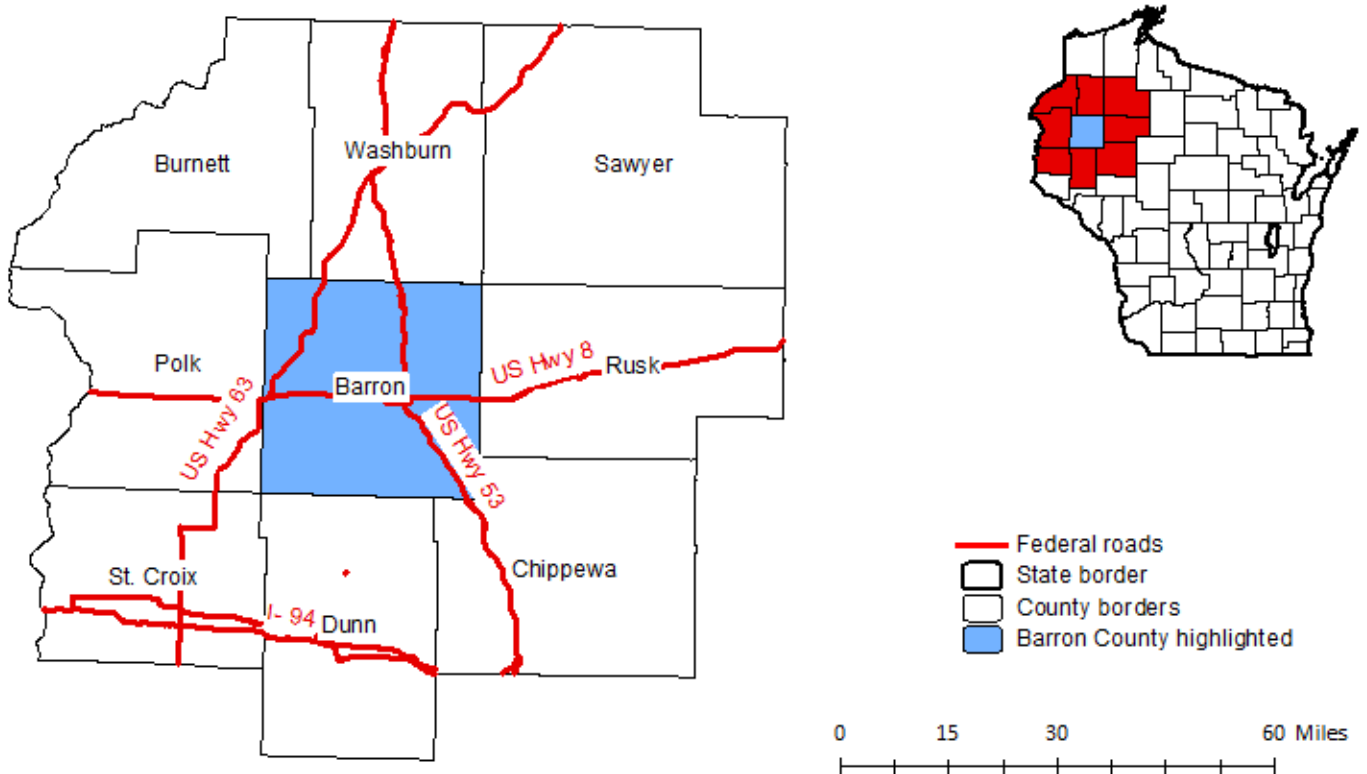 Burnett
Washburn
Sawyer
Polk
US Hwy 63
Barron
US Hwy 8
Rusk
US Hwy 53
St. Croix
I- 94
Dunn
Chippewa
Federal roads
State border
County borders
Barron County highlighted
0 15 30 60 Miles